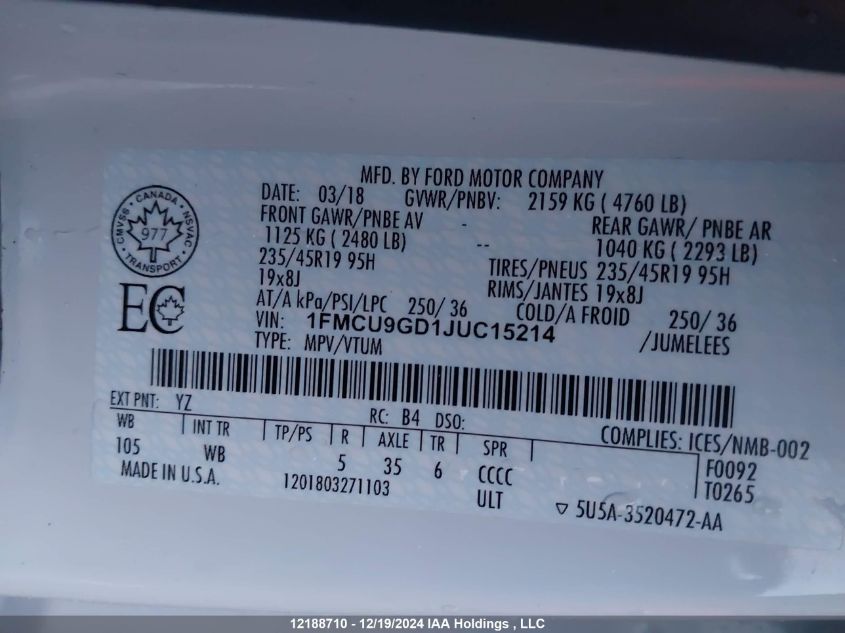 MFD. BY FORD MOTOR COMPANY
DATE: 03/18 GVWR/PNBV: 2159 KG ( 4760 LB)
FRONT GAWR/PNBE AV - REAR GAWR/ PNBE AR
1125 KG ( 2480 LB) -- 1040 KG ( 2293 LB)
235/45R19 95H TIRES/PNEUS 235/45R19 95H
19x8J RIMS/JANTES 19x8J
AT/A kPa/PSI/LPC 250/ 36 COLD/A FROID 250/ 36
VIN: 1FMCU9GD1JUC15214 /JUMELEES
TYPE: MPV/VTUM
CANADA
CMVSS NSVAC
977
TRANSPORT
EC
EXT PNT: YZ RC: B4 DSO: COMPLIES: ICES/NMB-002
WB INT TR TP/PS R AXLE TR SPR F0092
105 WB 5 35 6 CCCC T0265
MADE IN U.S.A. 1201803271103 ULT ▽ 5U5A-3520472-AA
12188710 - 12/19/2024 IAA Holdings , LLC